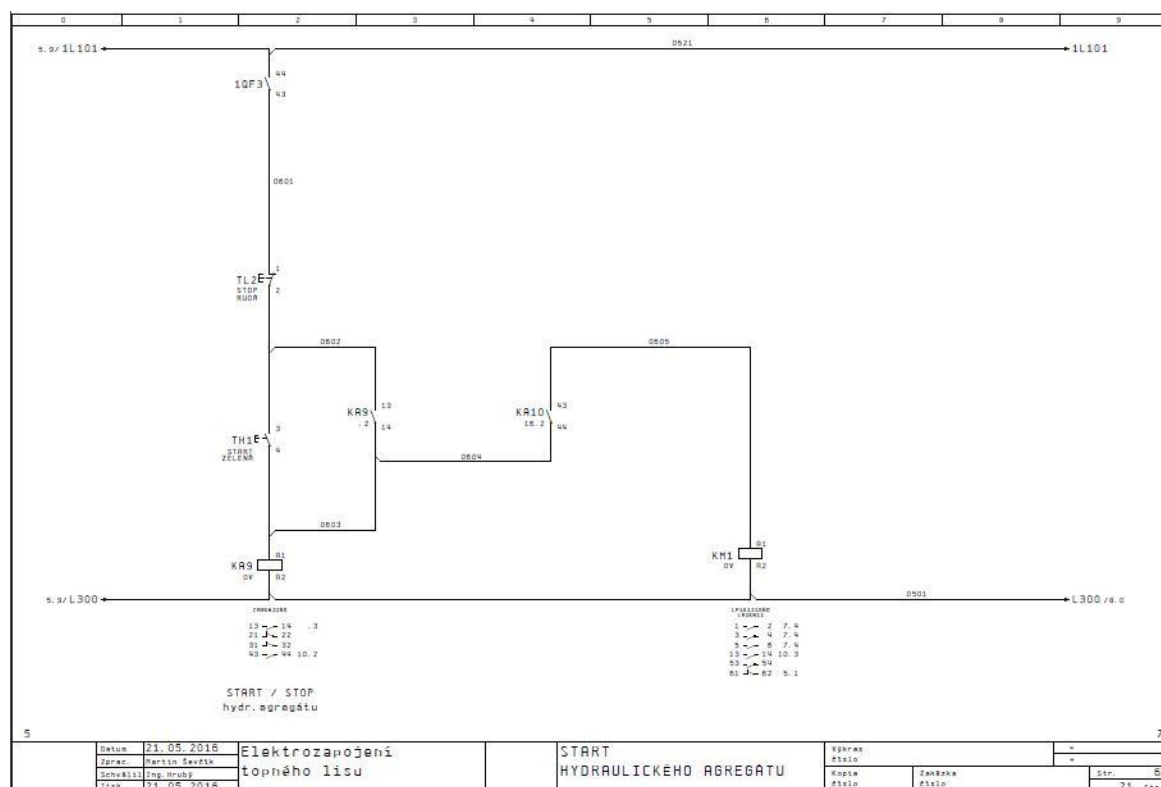 0 1 2 3 4 5 6 7 8 9
5.9/1L101
0521
1L101
44
1QF3
43
0601
1
TL2
STOP
2
RUDÁ
0602
0605
13
KA9
.2
14
43
KA10
16.2
44
3
TH1
4
START
ZELENÁ
0604
0603
A1
KA9
0V
A2
A1
KM1
0V
A2
5.9/L300
0501
L300/8.0
13 14 .3
21 22
31 32
43 44 10.2
1 2 7.4
3 4 7.4
5 6 7.4
13 14 10.3
53 54
61 62 5.1
START / STOP
hydr. agregátu
5
7
Datum 21.05.2016
Zprac. Martin Ševčík
Schválil Ing. Hrubý
Tisk 21.05.2016
Elektrozapojení
topného lisu
START
HYDRAULICKÉHO AGREGÁTU
Výkres
číslo
Kopie
číslo
Zakázka
číslo
Str. 6
21